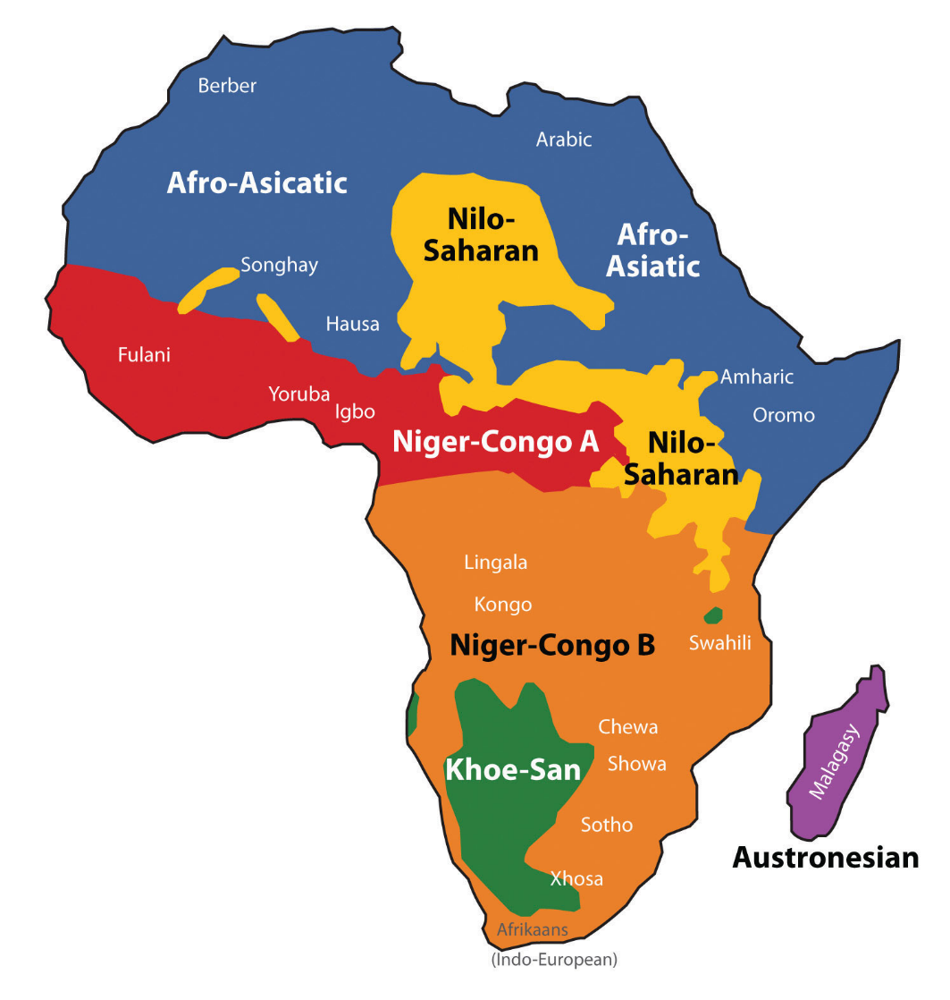 Berber
Arabic
Afro-Asicatic
Nilo-
Saharan
Afro-
Asiatic
Songhay
Hausa
Fulani
Amharic
Yoruba
Igbo
Oromo
Niger-Congo A
Nilo-
Saharan
Lingala
Kongo
Niger-Congo B
Swahili
Chewa
Malagasy
Khoe-San
Showa
Sotho
Austronesian
Xhosa
Afrikaans
(Indo-European)